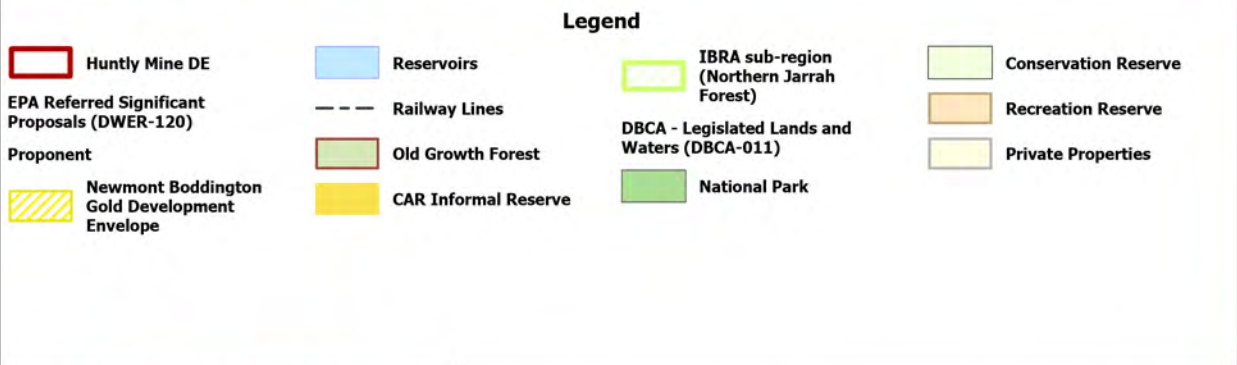 Legend
Huntly Mine DE
EPA Referred Significant
Proposals (DWER-120)
Proponent
Newmont Boddington
Gold Development
Envelope
Reservoirs
Railway Lines
Old Growth Forest
CAR Informal Reserve
IBRA sub-region
(Northern Jarrah
Forest)
DBCA - Legislated Lands and
Waters (DBCA-011)
National Park
Conservation Reserve
Recreation Reserve
Private Properties